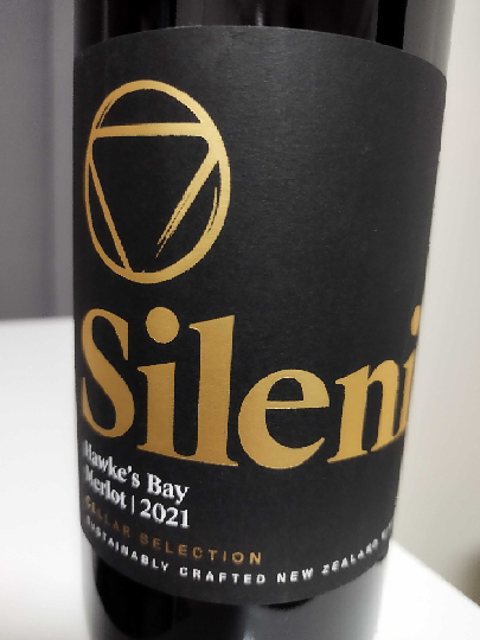 Sileni
Hawke's Bay
Merlot | 2021
CELLAR SELECTION
SUSTAINABLY CRAFTED NEW ZEALAND